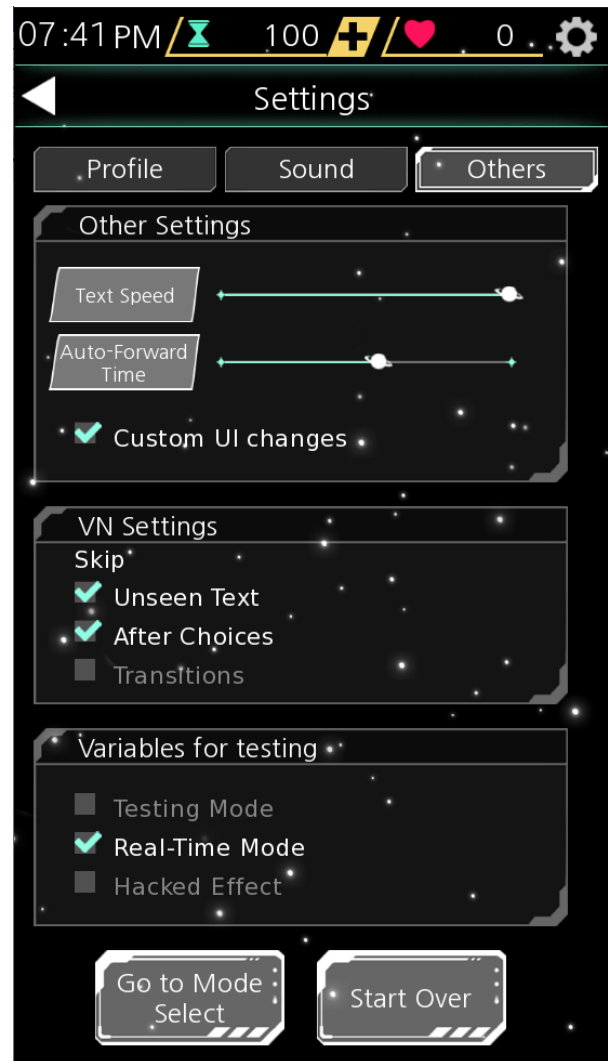 07:41 PM 100 0
Settings
Profile Sound Others
Other Settings
Text Speed
Auto-Forward
Time
Custom UI changes
VN Settings
Skip
Unseen Text
After Choices
Transitions
Variables for testing
Testing Mode
Real-Time Mode
Hacked Effect
Go to Mode
Select
Start Over